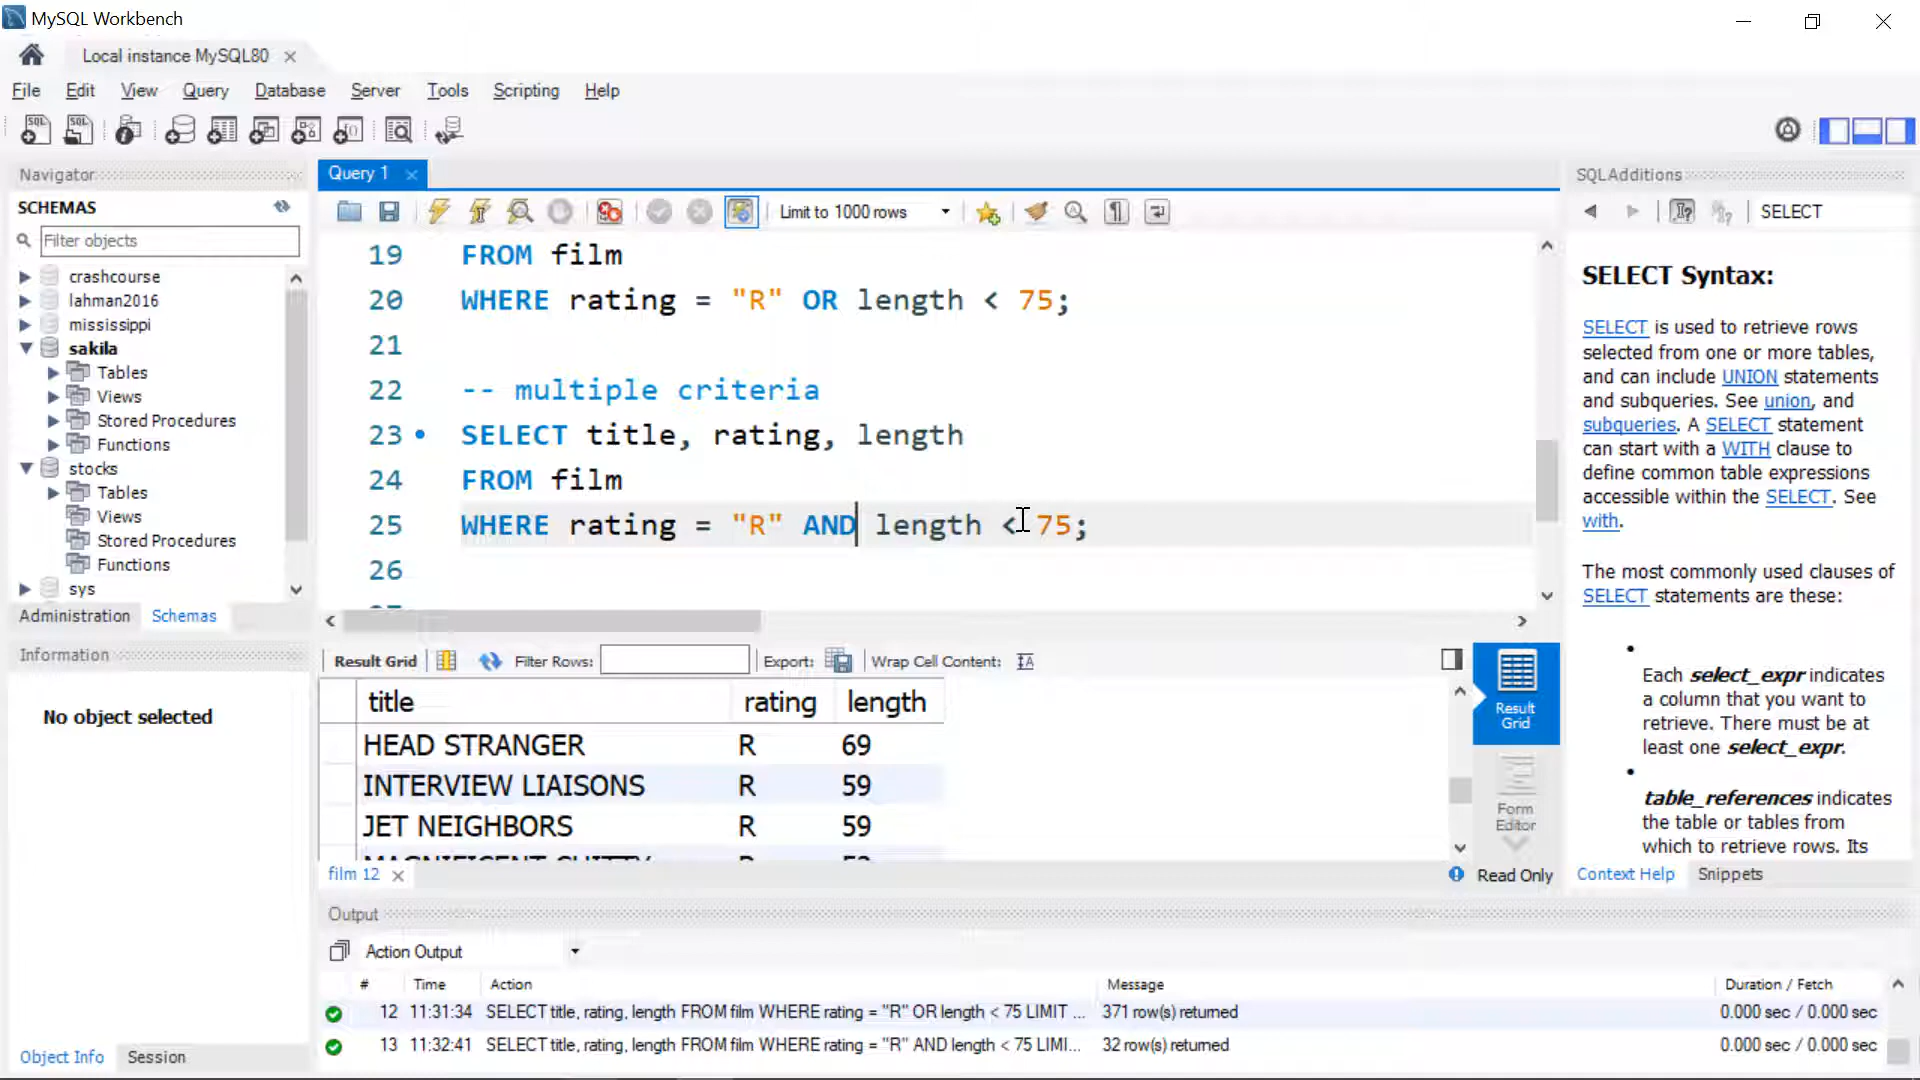 MySQL Workbench
Local instance MySQL80
File Edit View Query Database Server Tools Scripting Help
Navigator
SCHEMAS
Filter objects
crashcourse
lahman2016
mississippi
sakila
Tables
Views
Stored Procedures
Functions
stocks
Tables
Views
Stored Procedures
Functions
sys
Administration Schemas
Information
No object selected
Object Info Session
Query 1
Limit to 1000 rows
19 FROM film
20 WHERE rating = "R" OR length < 75;
21
22 -- multiple criteria
23 SELECT title, rating, length
24 FROM film
25 WHERE rating = "R" AND length < 75;
26
Result Grid Filter Rows: Export: Wrap Cell Content:
title rating length
HEAD STRANGER R 69
INTERVIEW LIAISONS R 59
JET NEIGHBORS R 59
Result
Grid
Form
Editor
film 12
Read Only
Output
Action Output
# Time Action Message Duration / Fetch
12 11:31:34 SELECT title, rating, length FROM film WHERE rating = "R" OR length < 75 LIMIT ... 371 row(s) returned 0.000 sec / 0.000 sec
13 11:32:41 SELECT title, rating, length FROM film WHERE rating = "R" AND length < 75 LIMI... 32 row(s) returned 0.000 sec / 0.000 sec
SQLAdditions
SELECT
SELECT Syntax:
SELECT is used to retrieve rows
selected from one or more tables,
and can include UNION statements
and subqueries. See union, and
subqueries. A SELECT statement
can start with a WITH clause to
define common table expressions
accessible within the SELECT. See
with.
The most commonly used clauses of
SELECT statements are these:
Each select_expr indicates
a column that you want to
retrieve. There must be at
least one select_expr.
table_references indicates
the table or tables from
which to retrieve rows. Its
Context Help Snippets